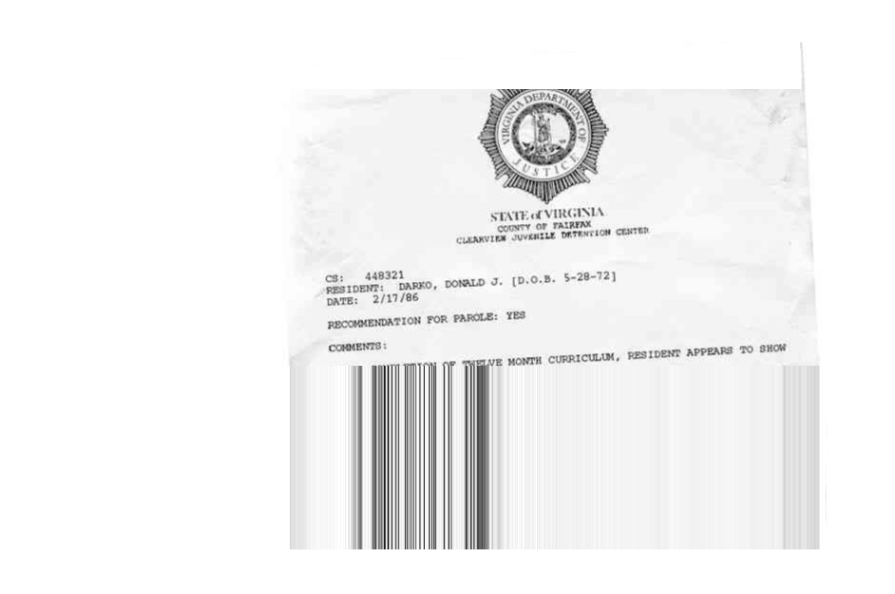 VIRGINIA DEPARTMENT OF
JUSTICE
STATE of VIRGINIA
COUNTY OF FAIRFAX
CLEARVIEW JUVENILE DETENTION CENTER
CS: 448321
RESIDENT: DARKO, DONALD J. [D.O.B. 5-28-72]
DATE: 2/17/86
RECOMMENDATION FOR PAROLE: YES
COMMENTS:
OF TWELVE MONTH CURRICULUM, RESIDENT APPEARS TO SHOW